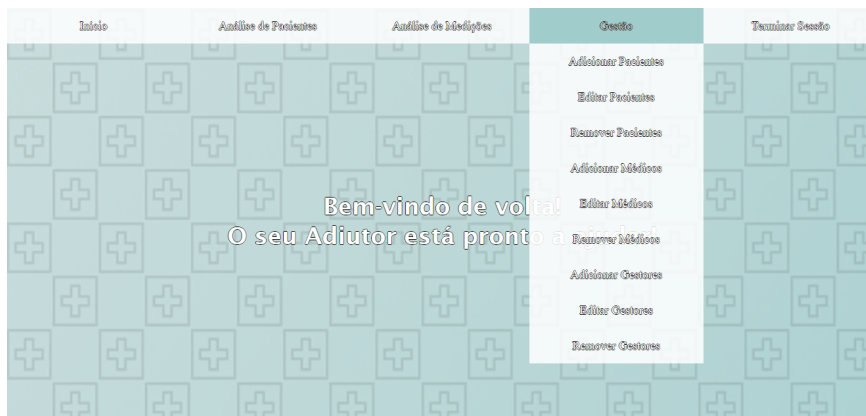 Início
Análise de Pacientes
Análise de Medições
Gestão
Terminar Sessão
Adicionar Pacientes
Editar Pacientes
Remover Pacientes
Adicionar Médicos
Editar Médicos
Remover Médicos
Adicionar Gestores
Editar Gestores
Remover Gestores
Bem-vindo de volta!
O seu Adiutor está pronto a